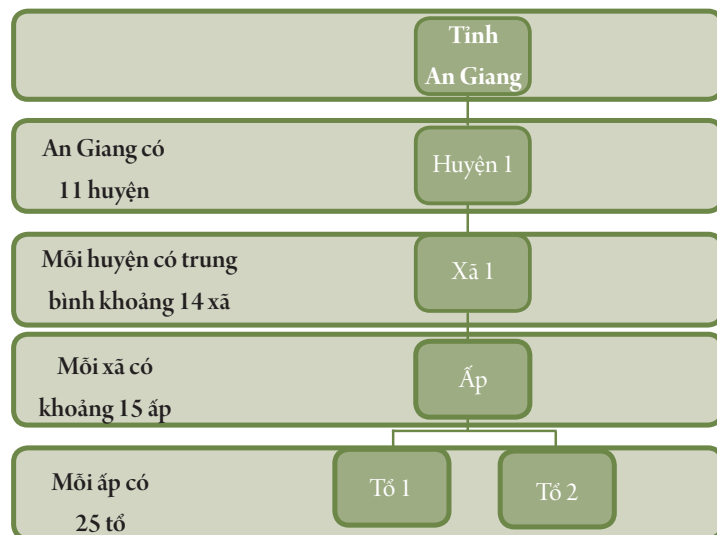 Tỉnh
An Giang
An Giang có
11 huyện
Huyện 1
Mỗi huyện có trung
bình khoảng 14 xã
Xã 1
Mỗi xã có
khoảng 15 ấp
Ấp
Mỗi ấp có
25 tổ
Tổ 1
Tổ 2